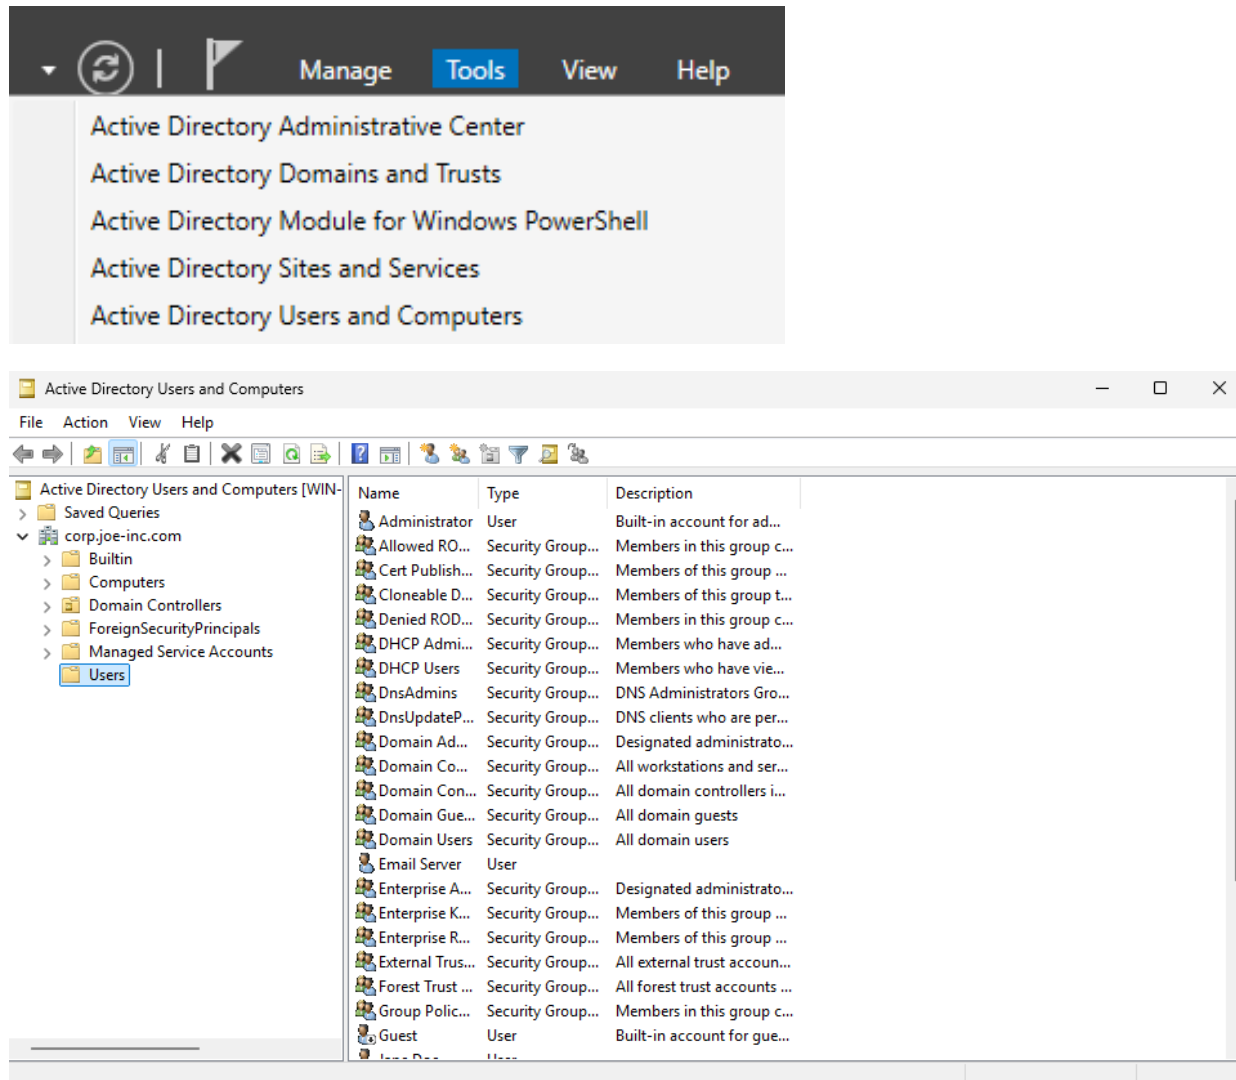 Manage Tools View Help
Active Directory Administrative Center
Active Directory Domains and Trusts
Active Directory Module for Windows PowerShell
Active Directory Sites and Services
Active Directory Users and Computers
Active Directory Users and Computers
File Action View Help
Active Directory Users and Computers [WIN-
Saved Queries
corp.joe-inc.com
Builtin
Computers
Domain Controllers
ForeignSecurityPrincipals
Managed Service Accounts
Users
Name Type Description
Administrator User Built-in account for ad...
Allowed RO... Security Group... Members in this group c...
Cert Publish... Security Group... Members of this group ...
Cloneable D... Security Group... Members of this group t...
Denied ROD... Security Group... Members in this group c...
DHCP Admi... Security Group... Members who have ad...
DHCP Users Security Group... Members who have vie...
DnsAdmins Security Group... DNS Administrators Gro...
DnsUpdateP... Security Group... DNS clients who are per...
Domain Ad... Security Group... Designated administrato...
Domain Co... Security Group... All workstations and ser...
Domain Con... Security Group... All domain controllers i...
Domain Gue... Security Group... All domain guests
Domain Users Security Group... All domain users
Email Server User
Enterprise A... Security Group... Designated administrato...
Enterprise K... Security Group... Members of this group ...
Enterprise R... Security Group... Members of this group ...
External Trus... Security Group... All external trust accoun...
Forest Trust ... Security Group... All forest trust accounts ...
Group Polic... Security Group... Members in this group c...
Guest User Built-in account for gue...